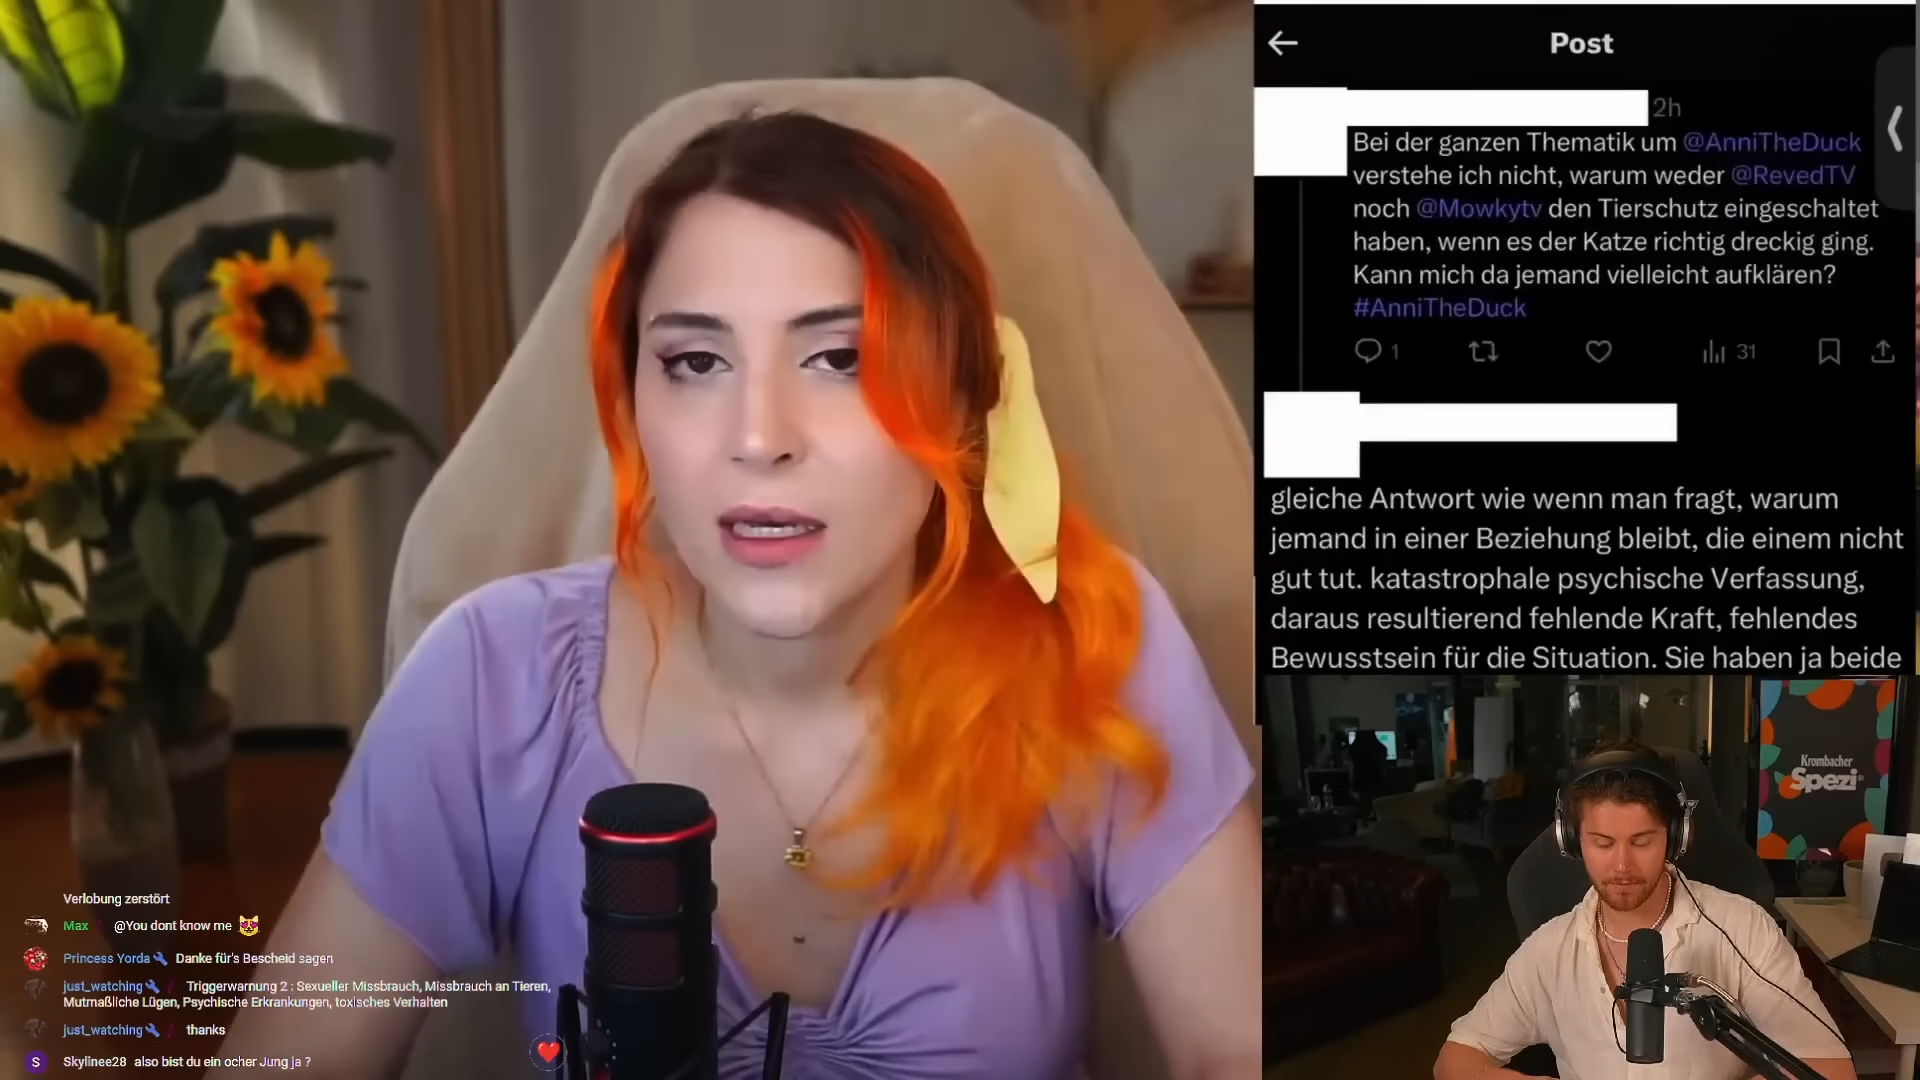 Post
2h
Bei der ganzen Thematik um @AnniTheDuck
verstehe ich nicht, warum weder @RevedTV
noch @Mowkytv den Tierschutz eingeschaltet
haben, wenn es der Katze richtig dreckig ging.
Kann mich da jemand vielleicht aufklären?
#AnniTheDuck
1
31
gleiche Antwort wie wenn man fragt, warum
jemand in einer Beziehung bleibt, die einem nicht
gut tut. katastrophale psychische Verfassung,
daraus resultierend fehlende Kraft, fehlendes
Bewusstsein für die Situation. Sie haben ja beide
Krombacher
Spezi
Verlobung zerstört
Max @You dont know me
Princess Yorda Danke für's Bescheid sagen
just_watching Triggerwarnung 2 : Sexueller Missbrauch, Missbrauch an Tieren,
Mutmaßliche Lügen, Psychische Erkrankungen, toxisches Verhalten
just_watching thanks
S Skylinee28 also bist du ein ocher Jung ja ?